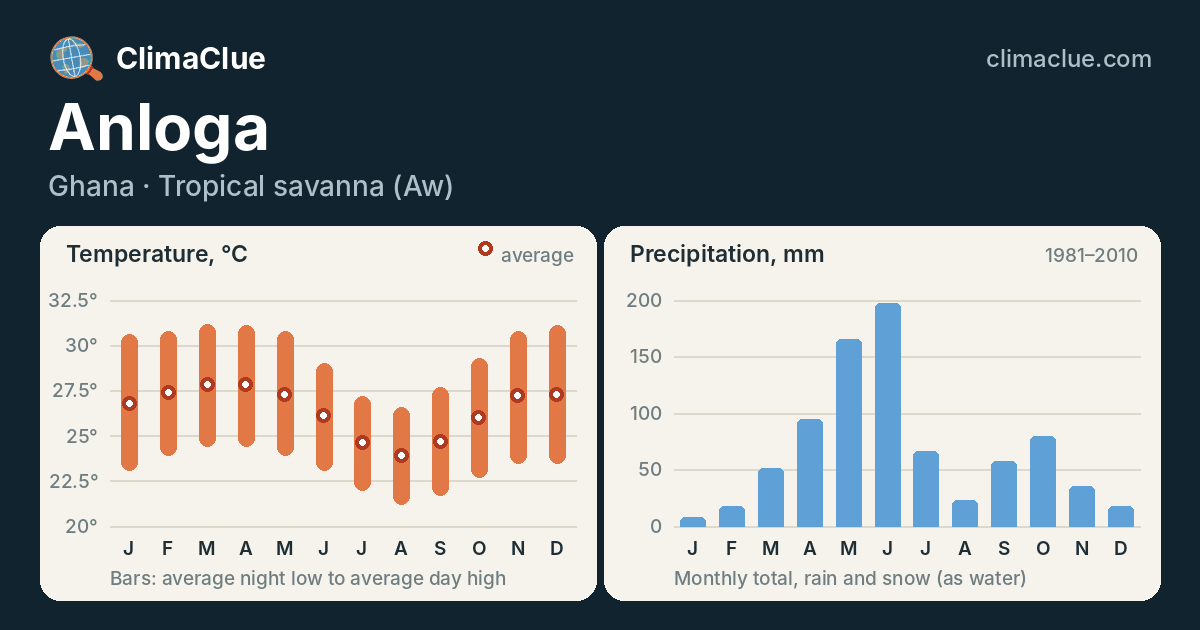 ClimaClue
climaclue.com
Anloga
Ghana · Tropical savanna (Aw)
Temperature, °C
average
32.5°
30°
27.5°
25°
22.5°
20°
J F M A M J J A S O N D
Bars: average night low to average day high
Precipitation, mm
1981–2010
200
150
100
50
0
J F M A M J J A S O N D
Monthly total, rain and snow (as water)